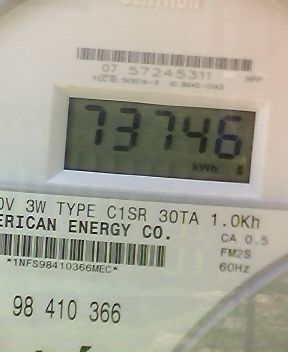 CENTRON
07 57245311
73746
kWh
0V 3W TYPE C1SR 30TA 1.0Kh
ERICAN ENERGY CO.
CA 0.5
FM2S
60Hz
*1NFS98410366MEC*
98 410 366